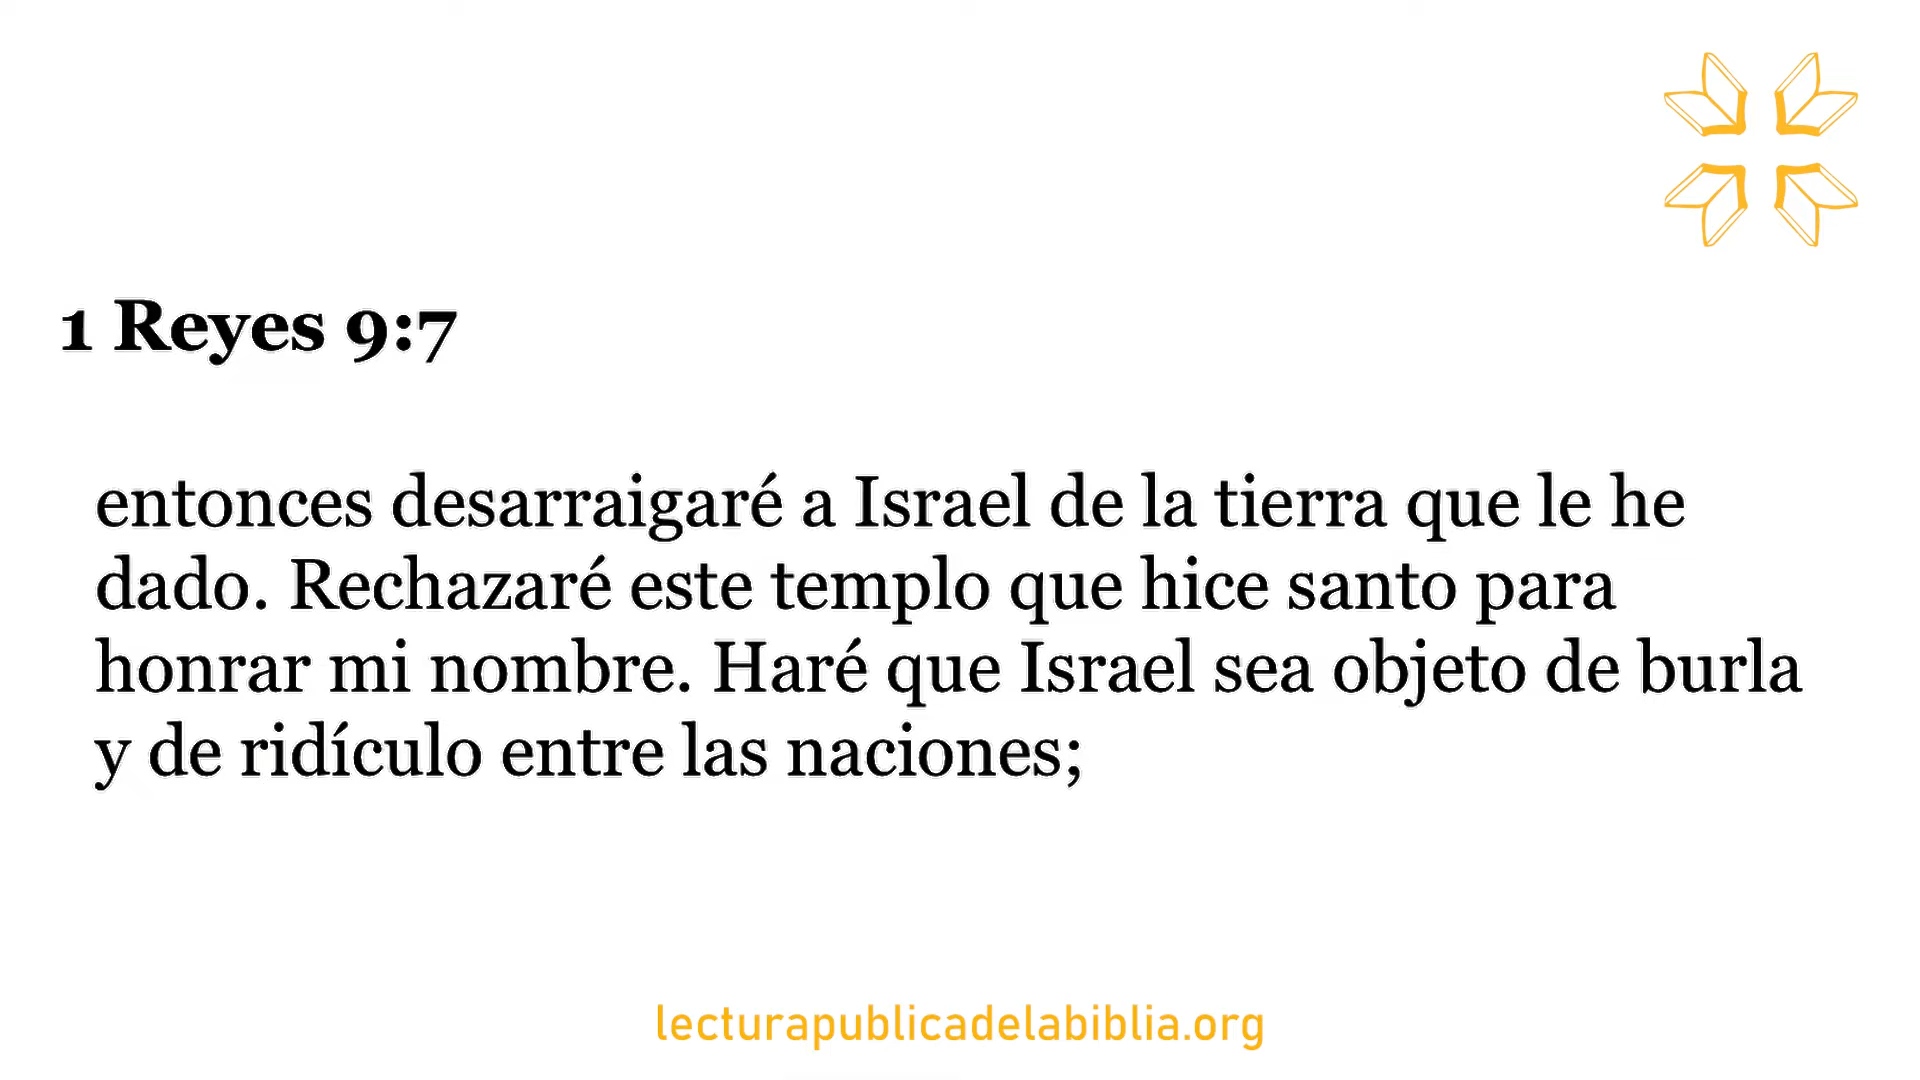 1 Reyes 9:7
entonces desarraigaré a Israel de la tierra que le he
dado. Rechazaré este templo que hice santo para
honrar mi nombre. Haré que Israel sea objeto de burla
y de ridículo entre las naciones;
lecturapublicadelabiblia.org